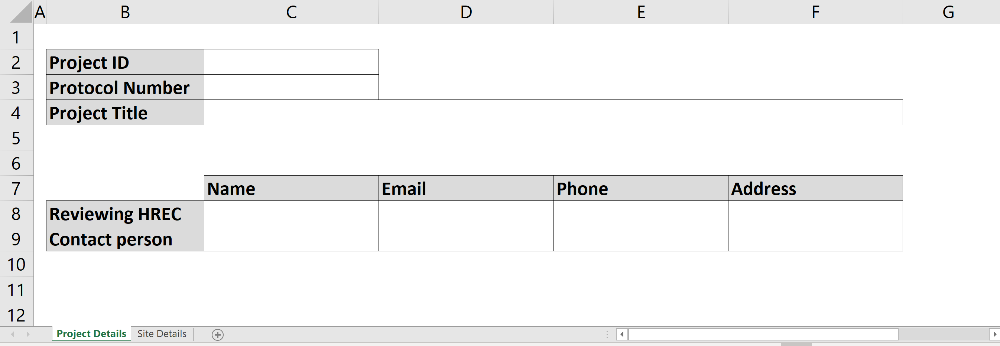 A B C D E F G
1
2 Project ID
3 Protocol Number
4 Project Title
5
6
7 Name Email Phone Address
8 Reviewing HREC
9 Contact person
10
11
12
Project Details Site Details